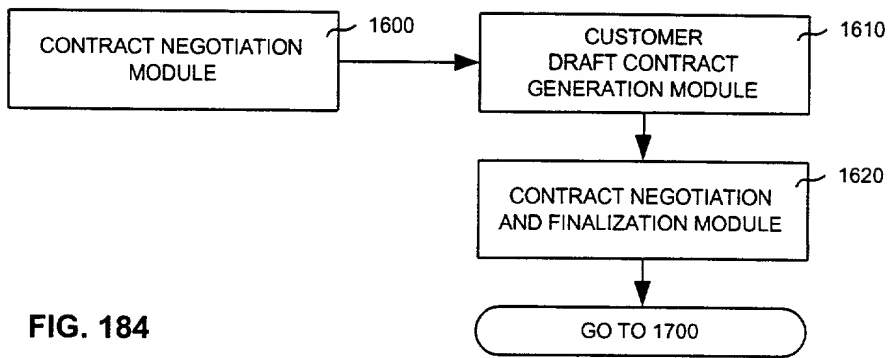 CONTRACT NEGOTIATION
MODULE
1600
CUSTOMER
DRAFT CONTRACT
GENERATION MODULE
1610
CONTRACT NEGOTIATION
AND FINALIZATION MODULE
1620
GO TO 1700
FIG. 184